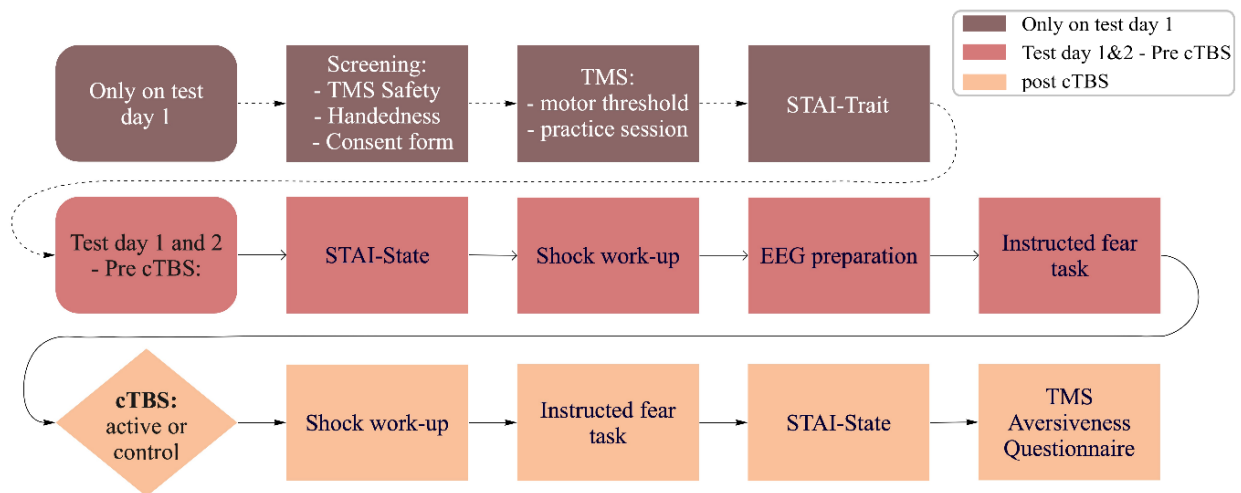 Only on test day 1
Test day 1&2 - Pre cTBS
post cTBS
Only on test
day 1
Screening:
- TMS Safety
- Handedness
- Consent form
TMS:
- motor threshold
- practice session
STAI-Trait
Test day 1 and 2
- Pre cTBS:
STAI-State
Shock work-up
EEG preparation
Instructed fear
task
cTBS:
active or
control
Shock work-up
Instructed fear
task
STAI-State
TMS
Aversiveness
Questionnaire